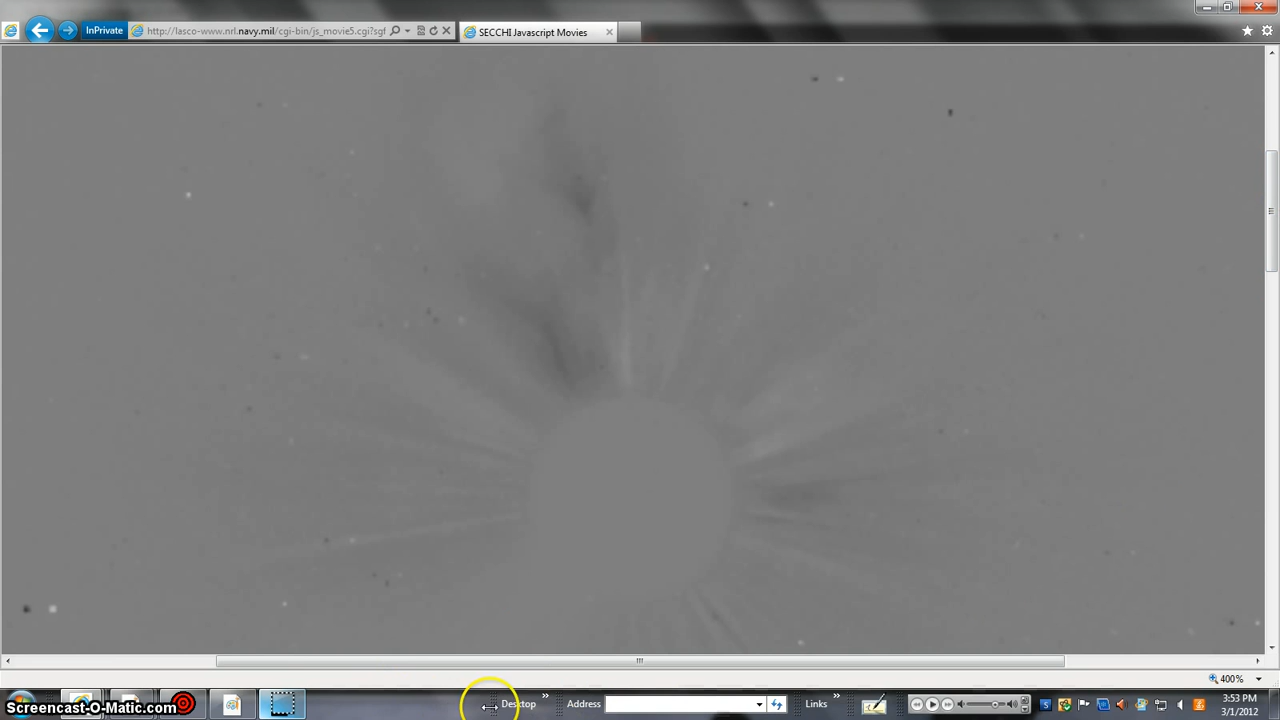 InPrivate
http://lasco-www.nrl.navy.mil/cgi-bin/js_movie5.cgi?sgf
SECCHI Javascript Movies
400%
Desktop
Address
Links
3:53 PM
3/1/2012
Screencast-O-Matic.com